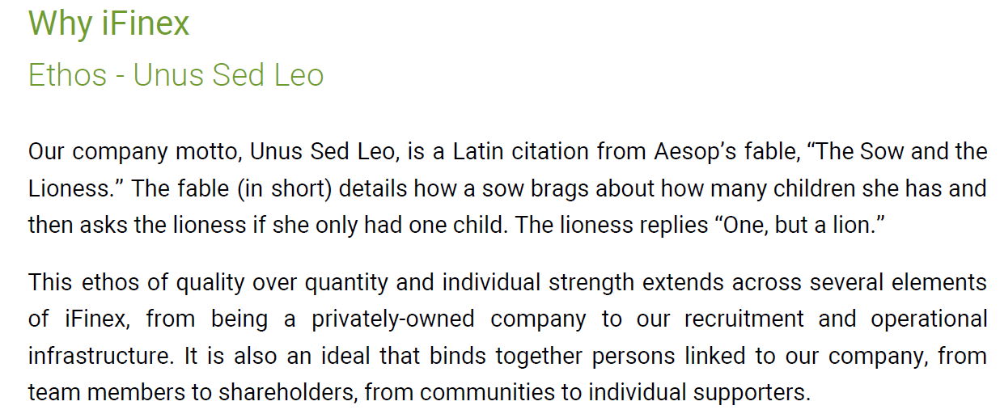 Why iFinex
Ethos - Unus Sed Leo
Our company motto, Unus Sed Leo, is a Latin citation from Aesop’s fable, “The Sow and the
Lioness.” The fable (in short) details how a sow brags about how many children she has and
then asks the lioness if she only had one child. The lioness replies “One, but a lion.”
This ethos of quality over quantity and individual strength extends across several elements
of iFinex, from being a privately-owned company to our recruitment and operational
infrastructure. It is also an ideal that binds together persons linked to our company, from
team members to shareholders, from communities to individual supporters.